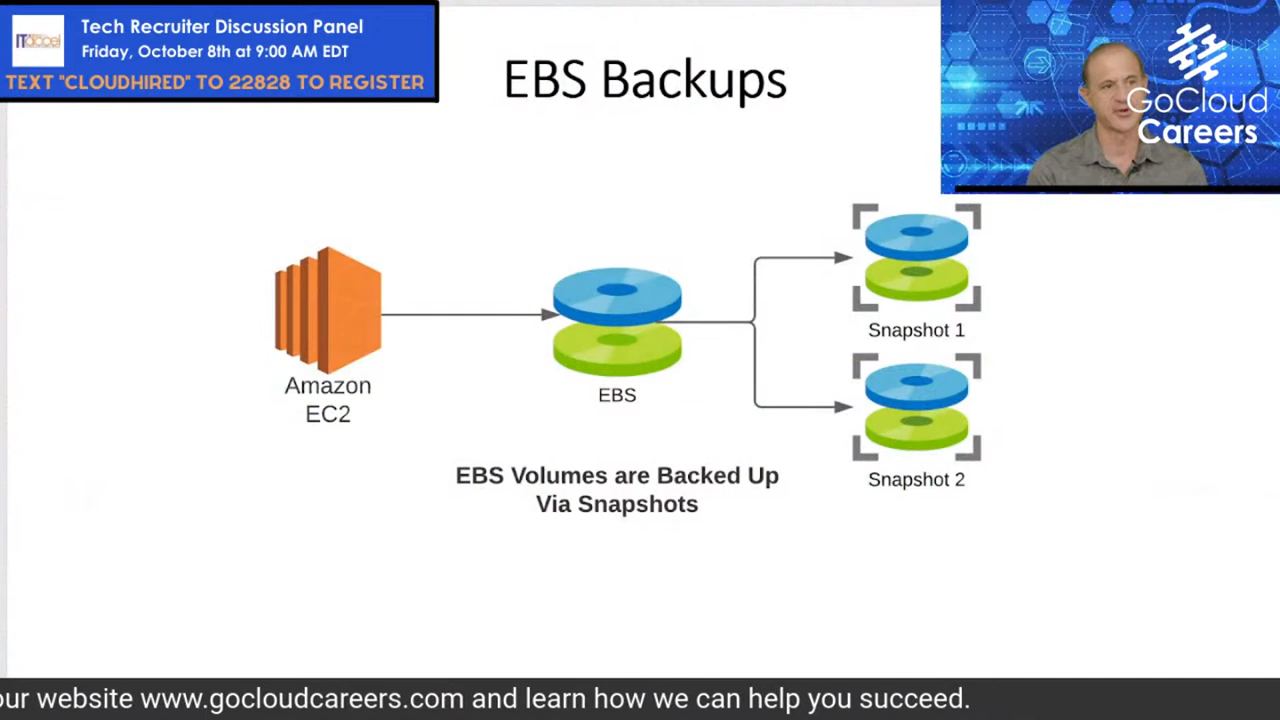 Tech Recruiter Discussion Panel
Friday, October 8th at 9:00 AM EDT
TEXT "CLOUDHIRED" TO 22828 TO REGISTER
ITaccel
EBS Backups
GoCloud
Careers
Snapshot 1
Amazon
EC2
EBS
Snapshot 2
EBS Volumes are Backed Up
Via Snapshots
our website www.gocloudcareers.com and learn how we can help you succeed.